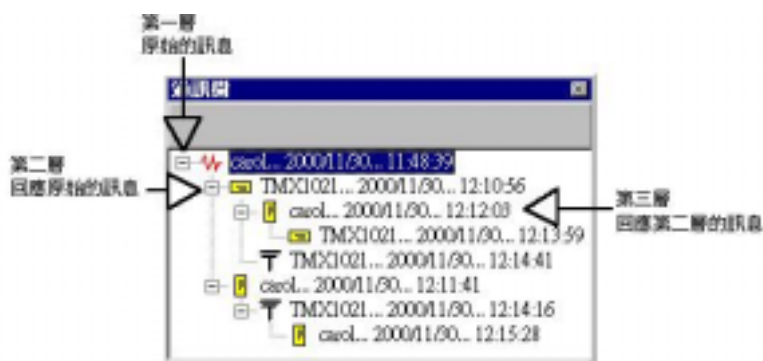 第一層
原始的訊息
通訊樹
carol... 2000/11/30... 11:48:39
第二層
回應原始的訊息
TMX1021... 2000/11/30... 12:10:56
carol... 2000/11/30... 12:12:03
第三層
回應第二層的訊息
TMX1021... 2000/11/30... 12:13:59
TMX1021... 2000/11/30... 12:14:41
carol... 2000/11/30... 12:11:41
TMX1021... 2000/11/30... 12:14:16
carol... 2000/11/30... 12:15:28